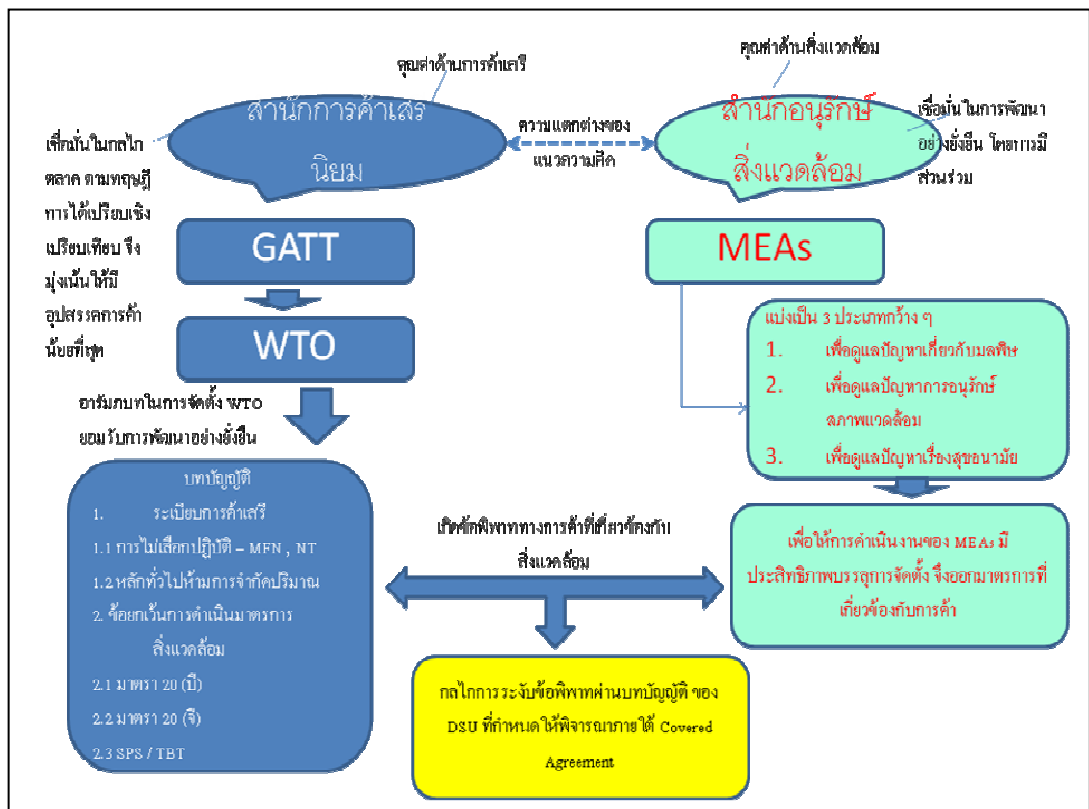 คุณค่าด้านการค้าเสรี
สำนักการค้าเสร
นิยม
เชื่อมั่นในกลไก
ตลาด ตามทฤษฎี
การได้เปรียบเชิง
เปรียบเทียบ จึง
มุ่งเน้นให้มี
อุปสรรคการค้า
น้อยที่สุด
ความแตกต่างของ
แนวความคิด
คุณค่าด้านสิ่งแวดล้อม
สำนักอนุรักษ์
สิ่งแวดล้อม
เชื่อมั่นในการพัฒนา
อย่างยั่งยืน โดยการมี
ส่วนร่วม
GATT
WTO
อารัมภบทในการจัดตั้ง WTO
ยอมรับการพัฒนาอย่างยั่งยืน
บทบัญญัติ
1. ระเบียบการค้าเสรี
1.1 การไม่เลือกปฏิบัติ – MFN , NT
1.2 หลักทั่วไปห้ามการจำกัดปริมาณ
2. ข้อยกเว้นการดำเนินมาตรการ
สิ่งแวดล้อม
2.1 มาตรา 20 (บี)
2.2 มาตรา 20 (จี)
2.3 SPS / TBT
MEAs
แบ่งเป็น 3 ประเภทกว้าง ๆ
1. เพื่อดูแลปัญหาเกี่ยวกับมลพิษ
2. เพื่อดูแลปัญหาการอนุรักษ์
สภาพแวดล้อม
3. เพื่อดูแลปัญหาเรื่องสุขอนามัย
เพื่อให้การดำเนินงานของ MEAs มี
ประสิทธิภาพบรรลุการจัดตั้ง จึงออกมาตรการที่
เกี่ยวข้องกับการค้า
เกิดข้อพิพาททางการค้าที่เกี่ยวข้องกับ
สิ่งแวดล้อม
กลไกการระงับข้อพิพาทผ่านบทบัญญัติ ของ
DSU ที่กำหนดให้พิจารณาภายใต้ Covered
Agreement